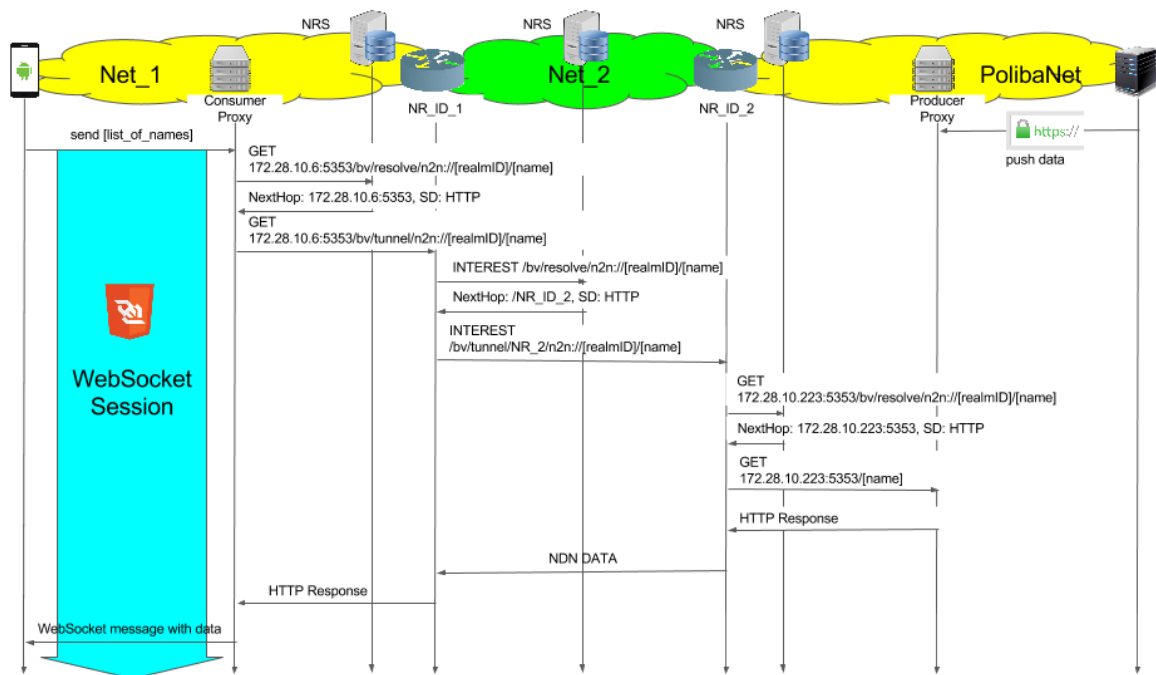 NRS
NRS
Net_1
Net_2
PolibaNet
Consumer
Proxy
NR_ID_1
NR_ID_2
Producer
Proxy
https://
push data
send [list_of_names]
GET
172.28.10.6:5353/bv/resolve/n2n://[realmID]/[name]
NextHop: 172.28.10.6:5353, SD: HTTP
GET
172.28.10.6:5353/bv/tunnel/n2n://[realmID]/[name]
INTEREST /bv/resolve/n2n://[realmID]/[name]
NextHop: /NR_ID_2, SD: HTTP
INTEREST
/bv/tunnel/NR_2/n2n://[realmID]/[name]
WebSocket
Session
GET
172.28.10.223:5353/bv/resolve/n2n://[realmID]/[name]
NextHop: 172.28.10.223:5353, SD: HTTP
GET
172.28.10.223:5353/[name]
HTTP Response
NDN DATA
HTTP Response
WebSocket message with data